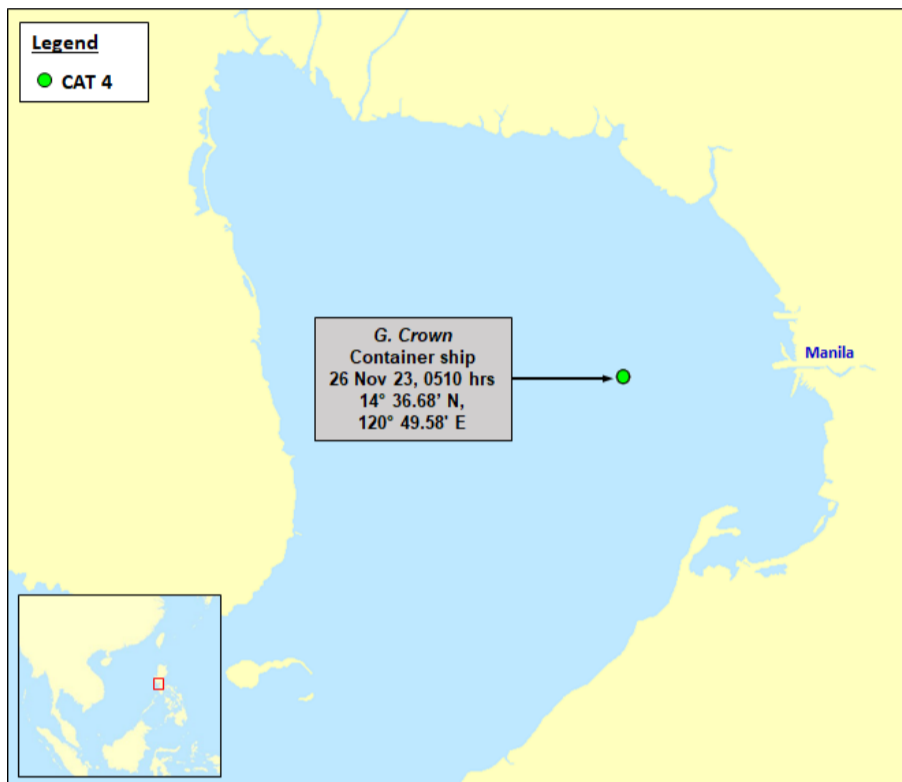 Legend
CAT 4
G. Crown
Container ship
26 Nov 23, 0510 hrs
14° 36.68’ N,
120° 49.58’ E
Manila